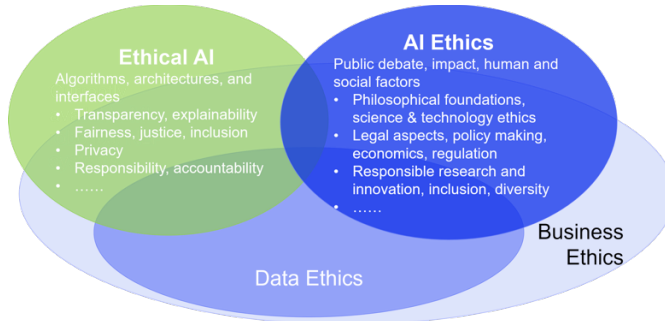 Ethical AI
Algorithms, architectures, and
interfaces
• Transparency, explainability
• Fairness, justice, inclusion
• Privacy
• Responsibility, accountability
• ......
AI Ethics
Public debate, impact, human and
social factors
• Philosophical foundations,
science & technology ethics
• Legal aspects, policy making,
economics, regulation
• Responsible research and
innovation, inclusion, diversity
• ......
Business
Ethics
Data Ethics